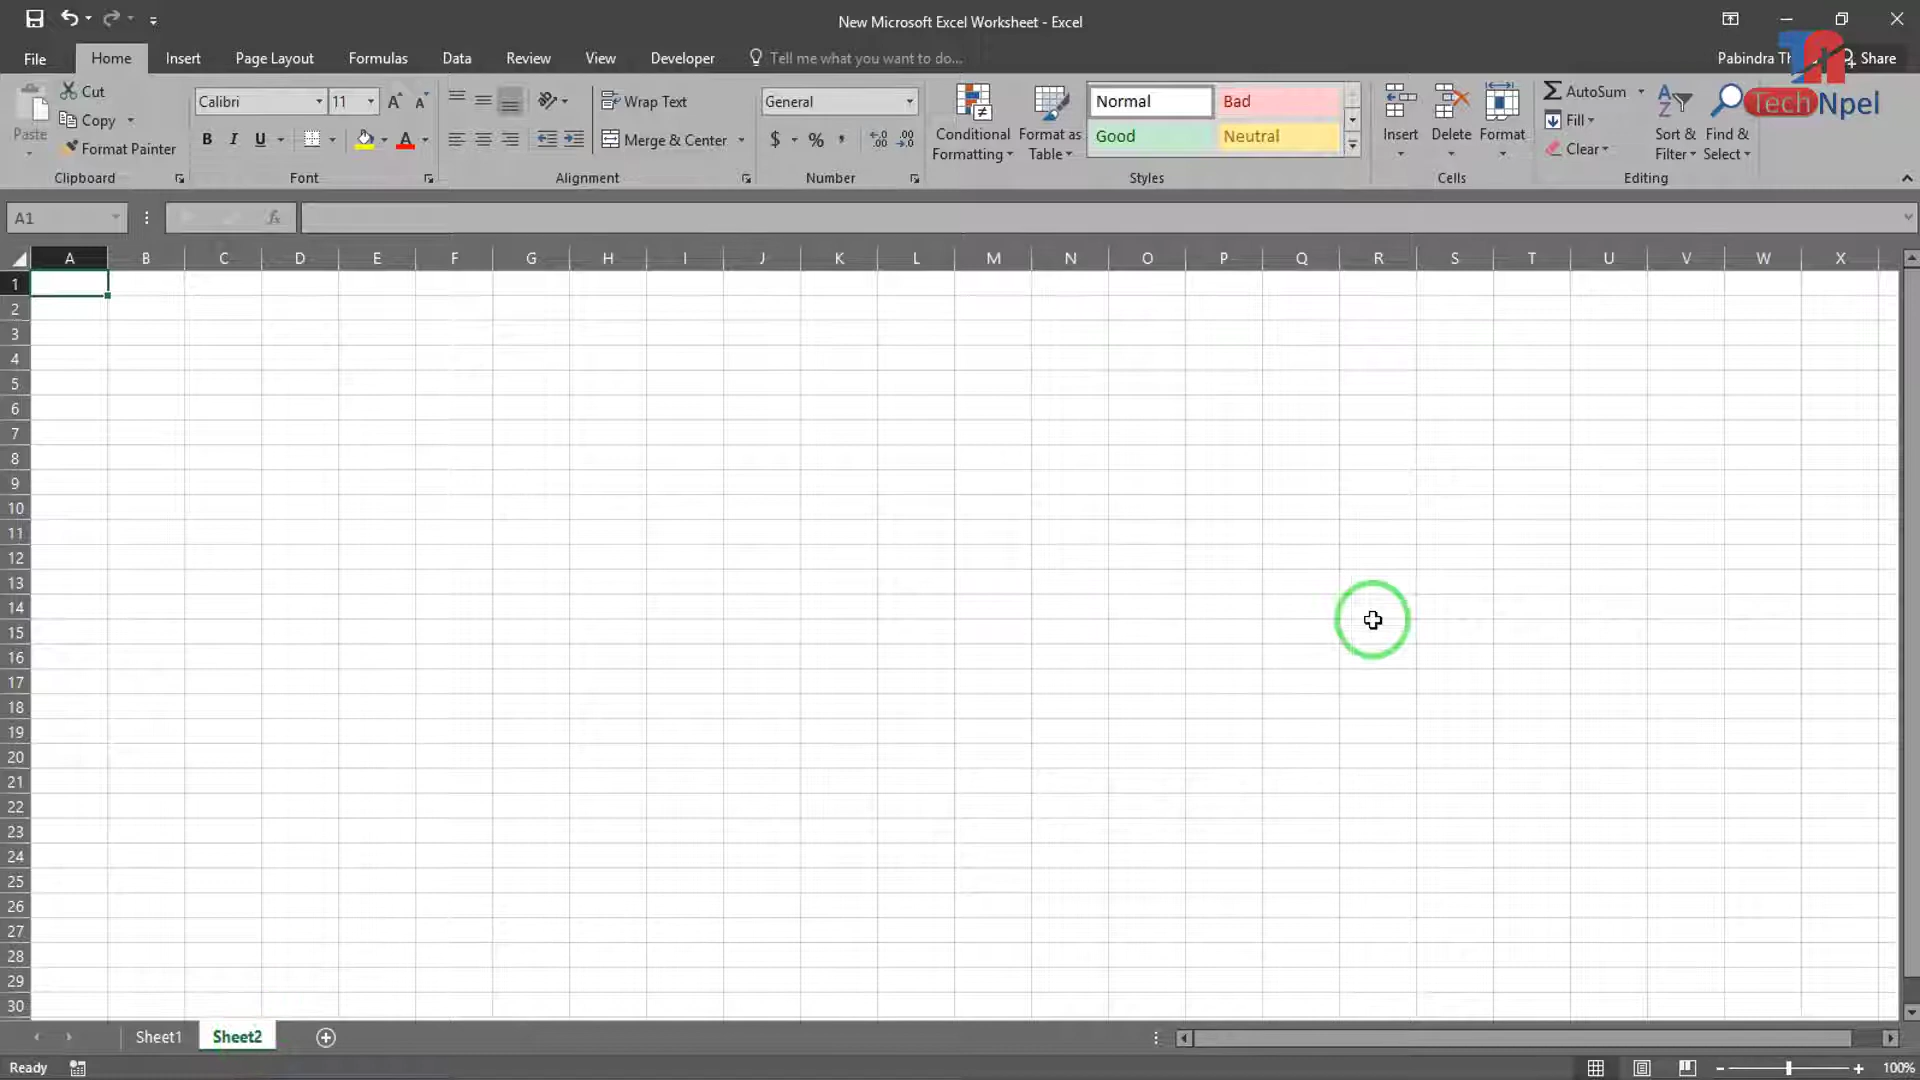 New Microsoft Excel Worksheet - Excel
File Home Insert Page Layout Formulas Data Review View Developer Tell me what you want to do... Share
Tech Npel
Paste
Cut
Copy
Format Painter
Clipboard
Calibri 11
B I U
Font
Wrap Text
Merge & Center
Alignment
General
$ % ,
Number
Conditional Formatting
Format as Table
Normal Bad
Good Neutral
Styles
Insert Delete Format
Cells
AutoSum
Fill
Clear
Sort & Filter
Find & Select
Editing
A1 fx
A B C D E F G H I J K L M N O P Q R S T U V W X
1
2
3
4
5
6
7
8
9
10
11
12
13
14
15
16
17
18
19
20
21
22
23
24
25
26
27
28
29
30
Sheet1 Sheet2
Ready 100%